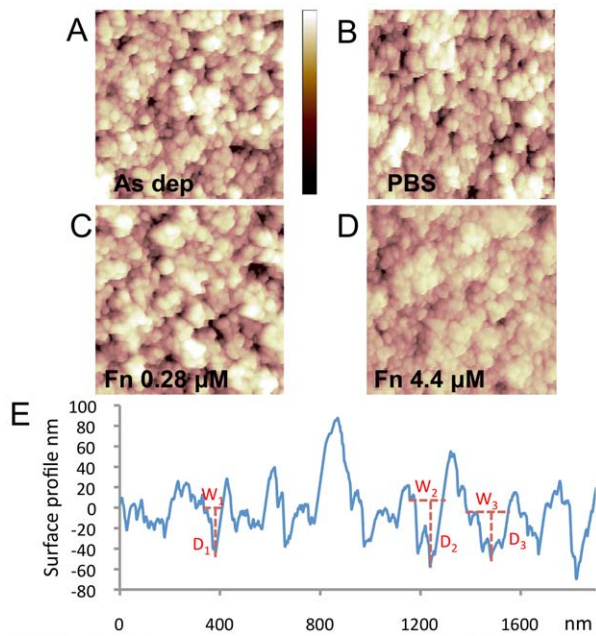 A
B
As dep
PBS
C
D
Fn 0.28 µM
Fn 4.4 µM
E
Surface profile nm
100
80
60
40
20
0
-20
-40
-60
-80
W1
D1
W2
D2
W3
D3
0 400 800 1200 1600 nm